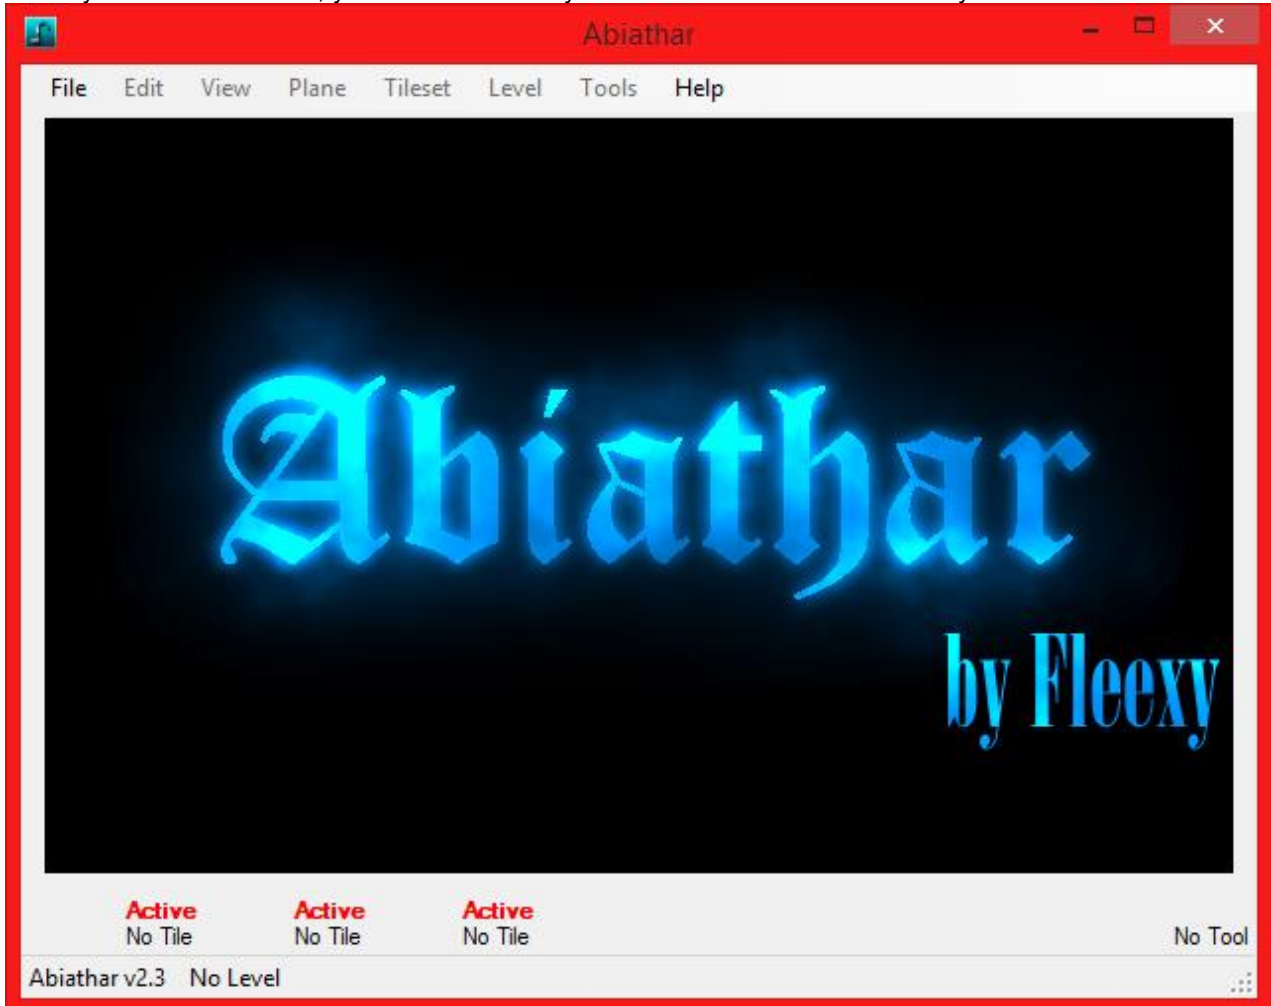 Abiathar
File Edit View Plane Tileset Level Tools Help
Abiathar
by Fleexy
Active Active Active
No Tile No Tile No Tile No Tool
Abiathar v2.3 No Level